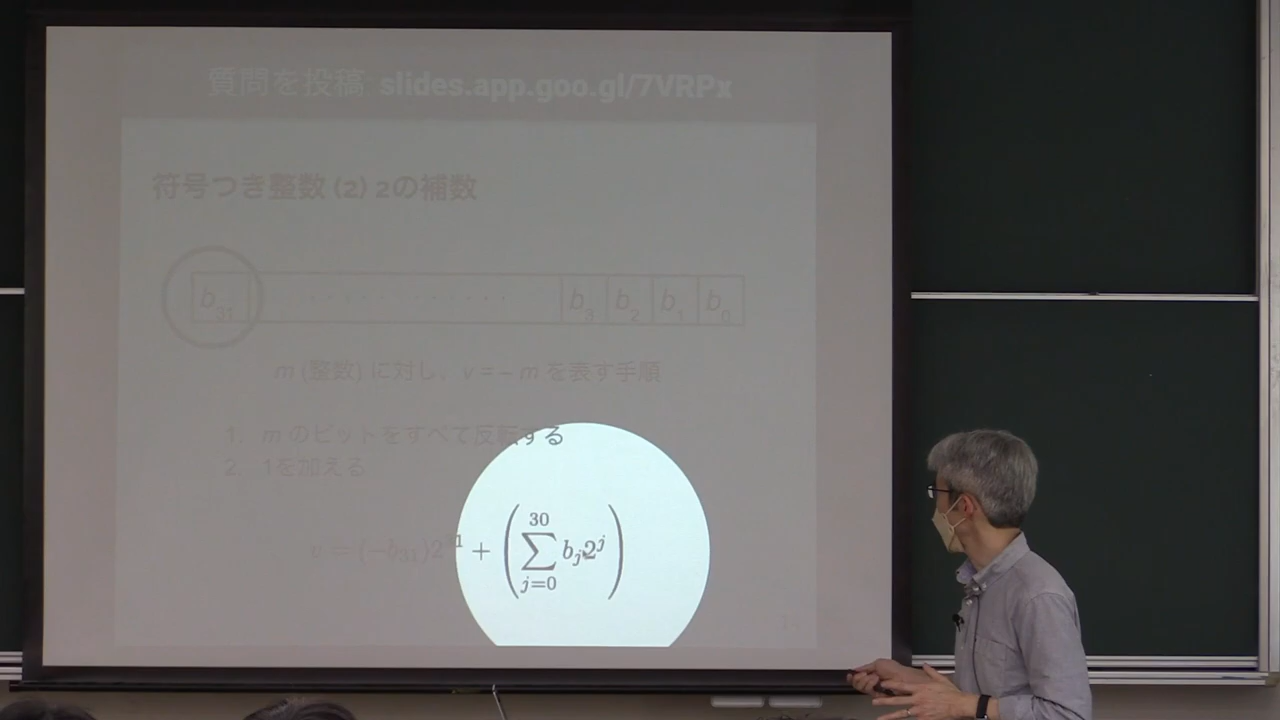 質問を投稿 slides.app.goo.gl/7VRPx
符号つき整数 (2) 2の補数
b₃₁ ............... b₃ b₂ b₁ b₀
m (整数) に対し、v = − m を表す手順
1. m のビットをすべて反転する
2. 1を加える
v = (−b₃₁)2³¹ + (∑_{j=0}^{30} b_j 2^j)